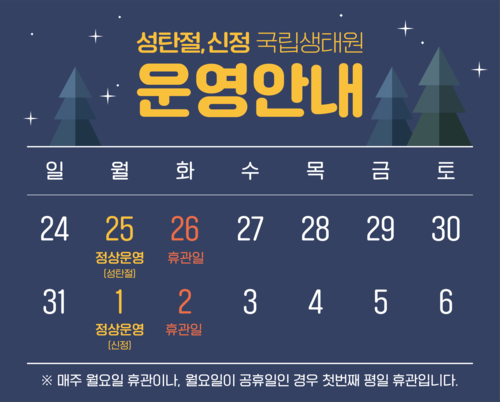 성탄절, 신정 국립생태원
운영안내
일 월 화 수 목 금 토
24 25 26 27 28 29 30
정상운영 휴관일
(성탄절)
31 1 2 3 4 5 6
정상운영 휴관일
(신정)
※ 매주 월요일 휴관이나, 월요일이 공휴일인 경우 첫번째 평일 휴관입니다.